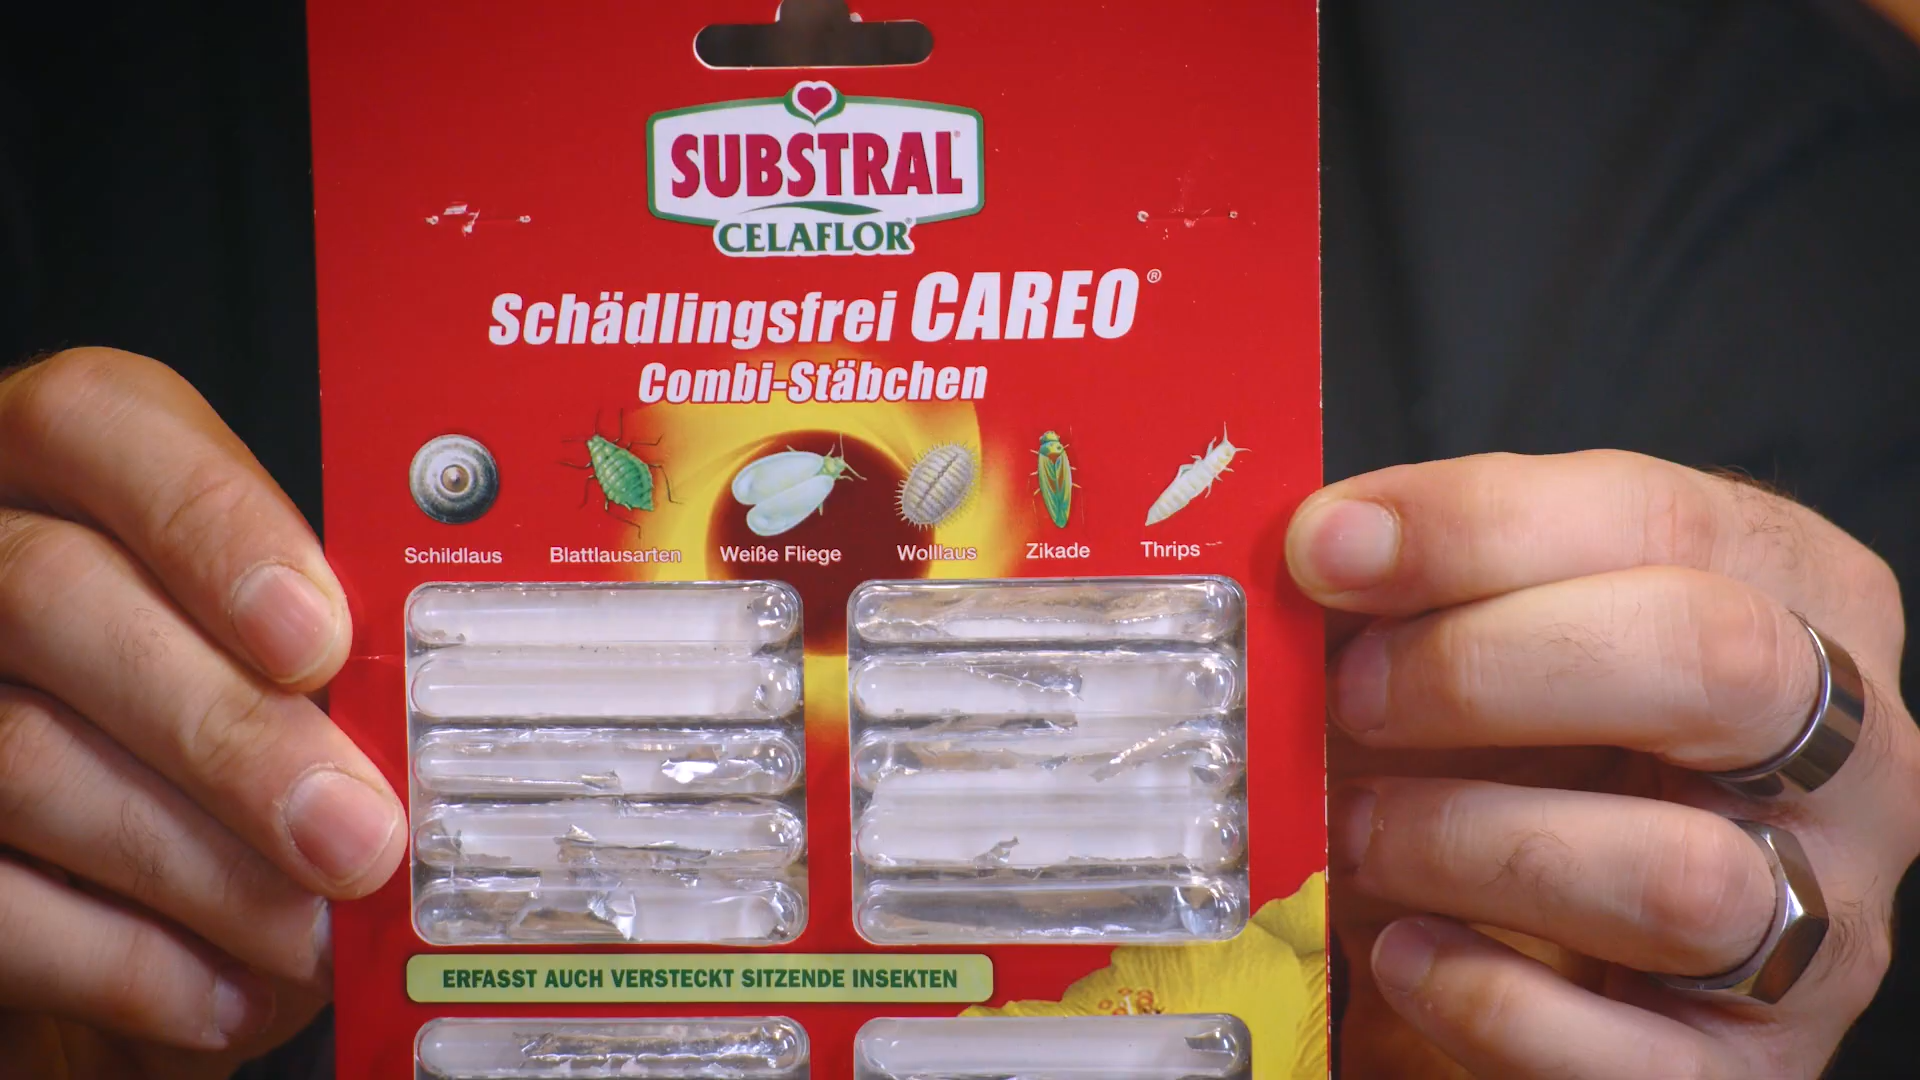 SUBSTRAL®
CELAFLOR®
Schädlingsfrei CAREO®
Combi-Stäbchen
Schildlaus Blattlausarten Weiße Fliege Wolllaus Zikade Thrips
ERFASST AUCH VERSTECKT SITZENDE INSEKTEN